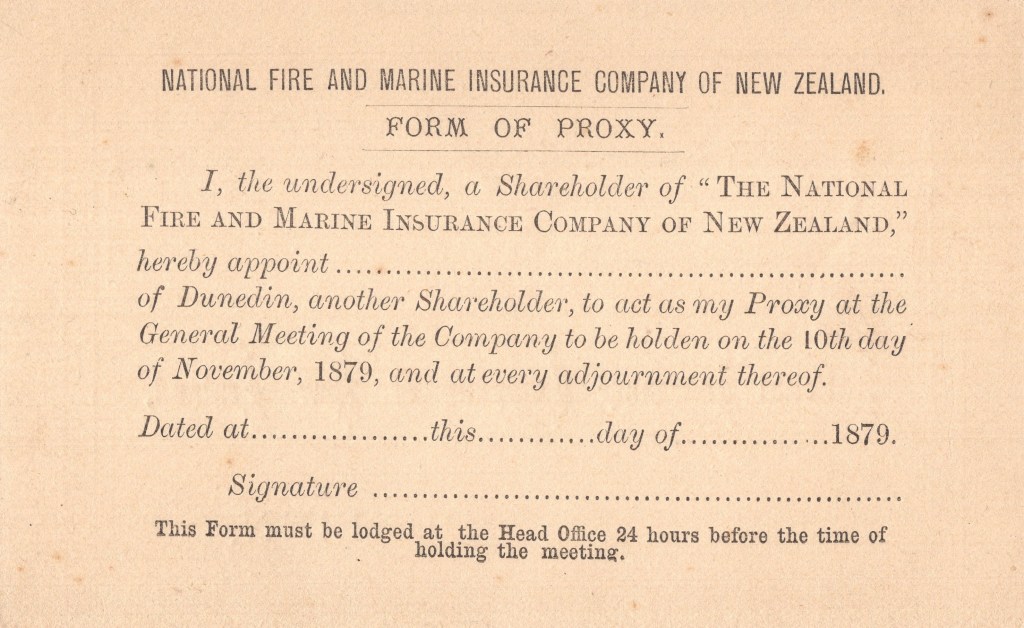 NATIONAL FIRE AND MARINE INSURANCE COMPANY OF NEW ZEALAND.
FORM OF PROXY.
I, the undersigned, a Shareholder of “THE NATIONAL
FIRE AND MARINE INSURANCE COMPANY OF NEW ZEALAND,”
hereby appoint ........................................................
of Dunedin, another Shareholder, to act as my Proxy at the
General Meeting of the Company to be holden on the 10th day
of November, 1879, and at every adjournment thereof.
Dated at..................this............day of...............1879.
Signature .....................................................
This Form must be lodged at the Head Office 24 hours before the time of
holding the meeting.